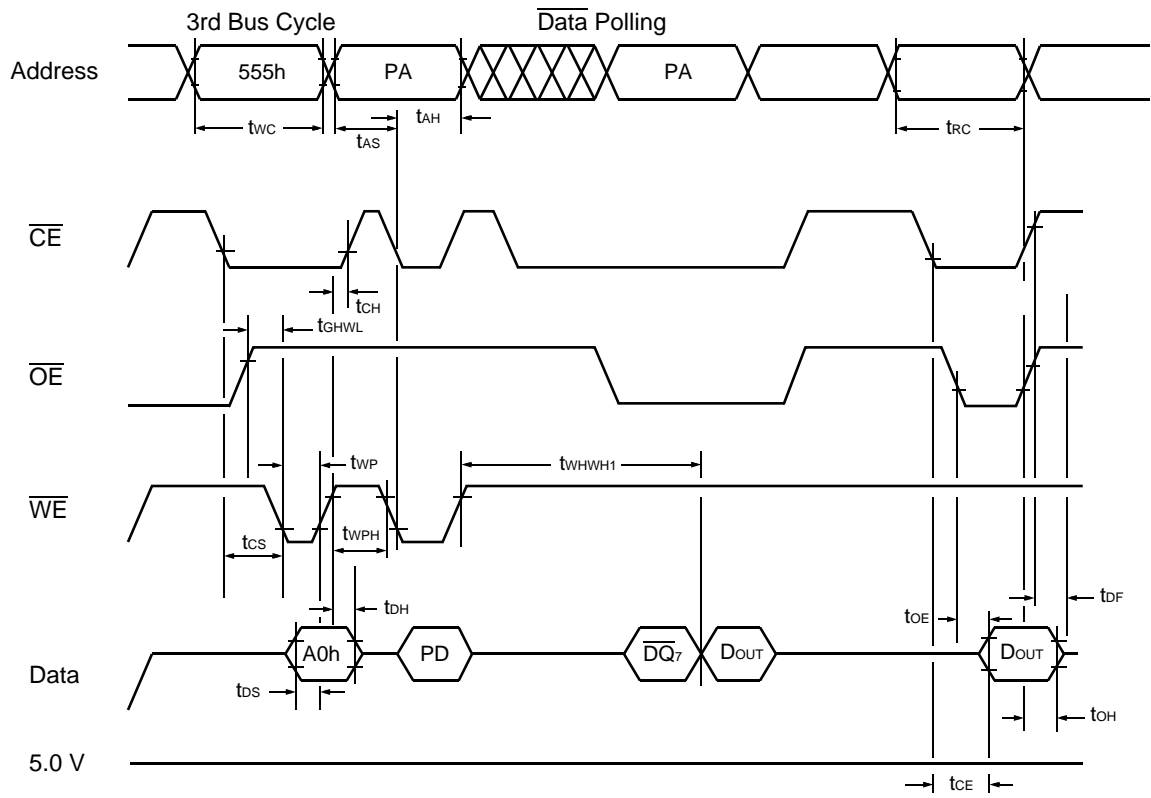 3rd Bus Cycle Data Polling
Address 555h PA PA
tWC tAS tAH tRC
CE
tCH
tGHWL
OE
tWP tWHWH1
WE
tCS tWPH
tDH tOE tDF
Data A0h PD DQ7 DOUT DOUT
tDS tOH
5.0 V
tCE